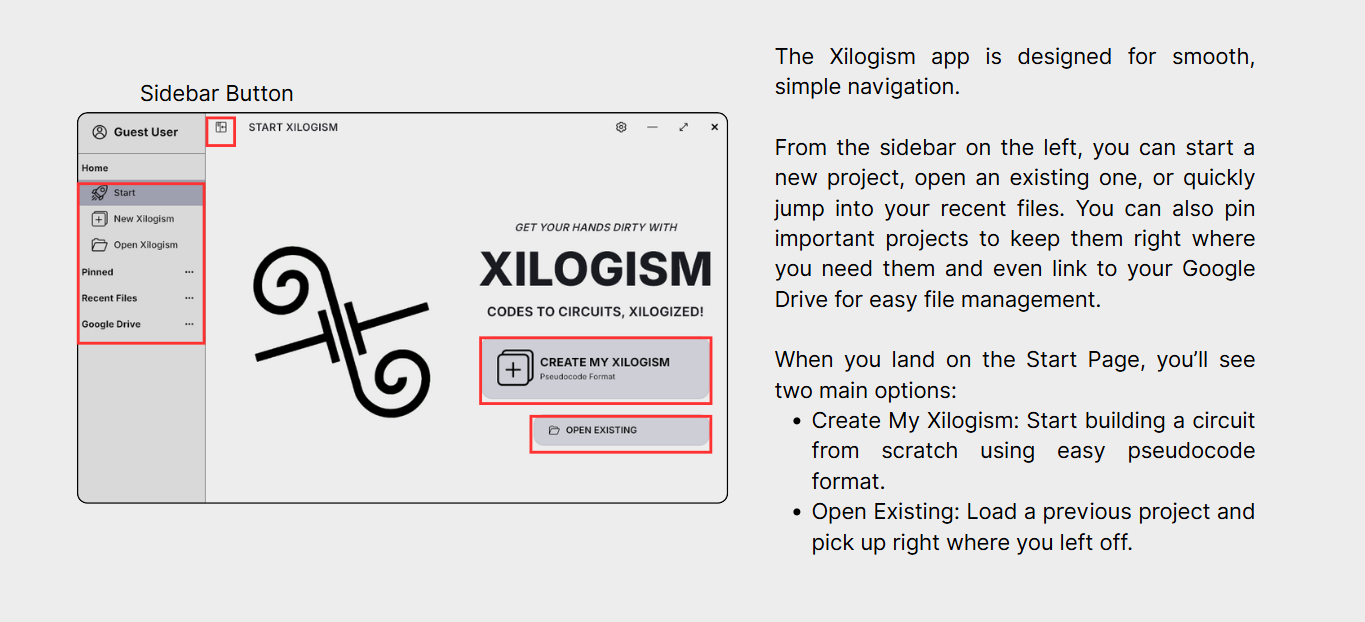 Sidebar Button
Guest User
START XILOGISM
Home
Start
New Xilogism
Open Xilogism
Pinned
Recent Files
Google Drive
GET YOUR HANDS DIRTY WITH
XILOGISM
CODES TO CIRCUITS, XILOGIZED!
CREATE MY XILOGISM
Pseudocode Format
OPEN EXISTING
The Xilogism app is designed for smooth,
simple navigation.
From the sidebar on the left, you can start a
new project, open an existing one, or quickly
jump into your recent files. You can also pin
important projects to keep them right where
you need them and even link to your Google
Drive for easy file management.
When you land on the Start Page, you’ll see
two main options:
• Create My Xilogism: Start building a circuit
from scratch using easy pseudocode
format.
• Open Existing: Load a previous project and
pick up right where you left off.